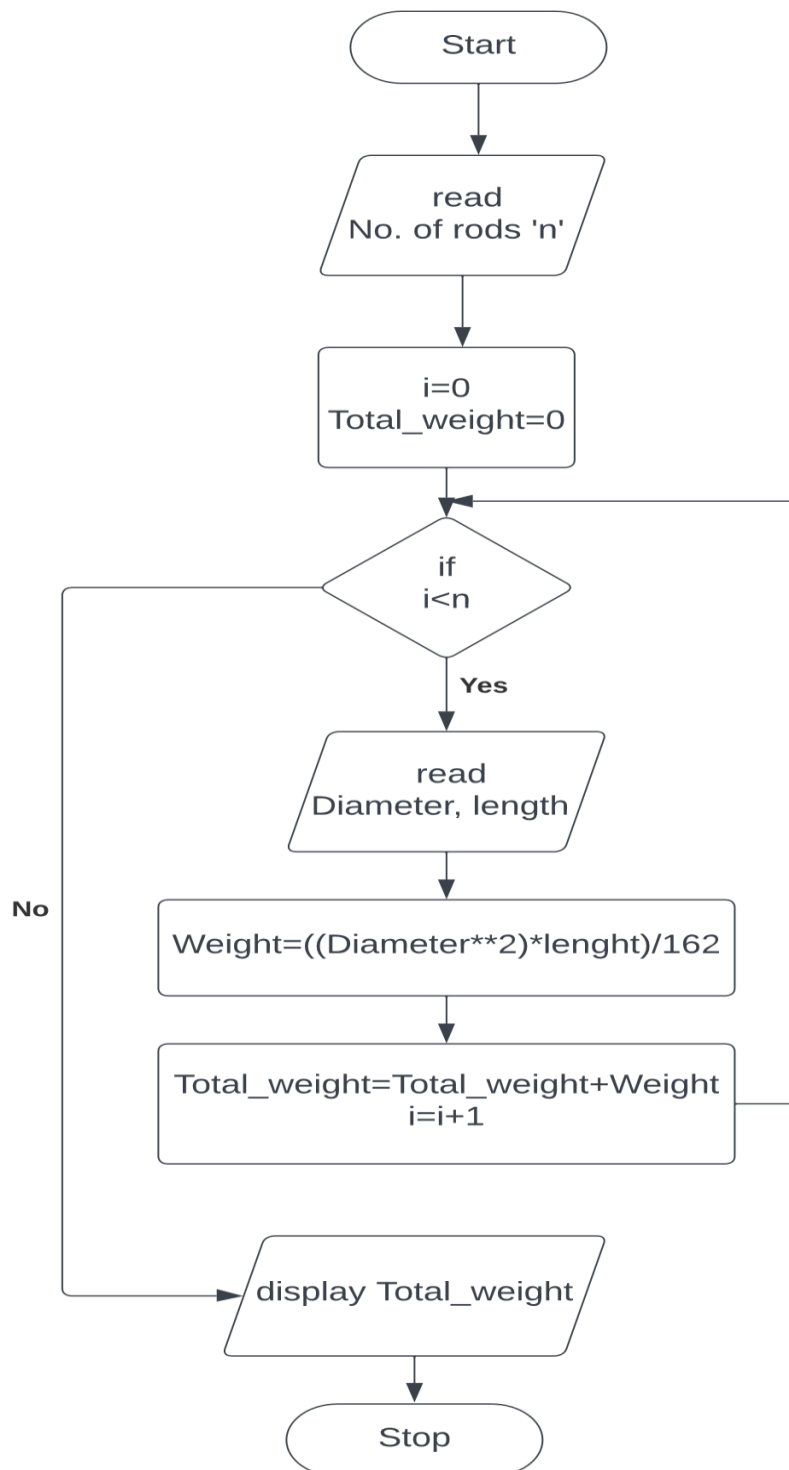 Start
read
No. of rods 'n'
i=0
Total_weight=0
if
i<n
Yes
read
Diameter, length
No
Weight=((Diameter**2)*lenght)/162
Total_weight=Total_weight+Weight
i=i+1
display Total_weight
Stop